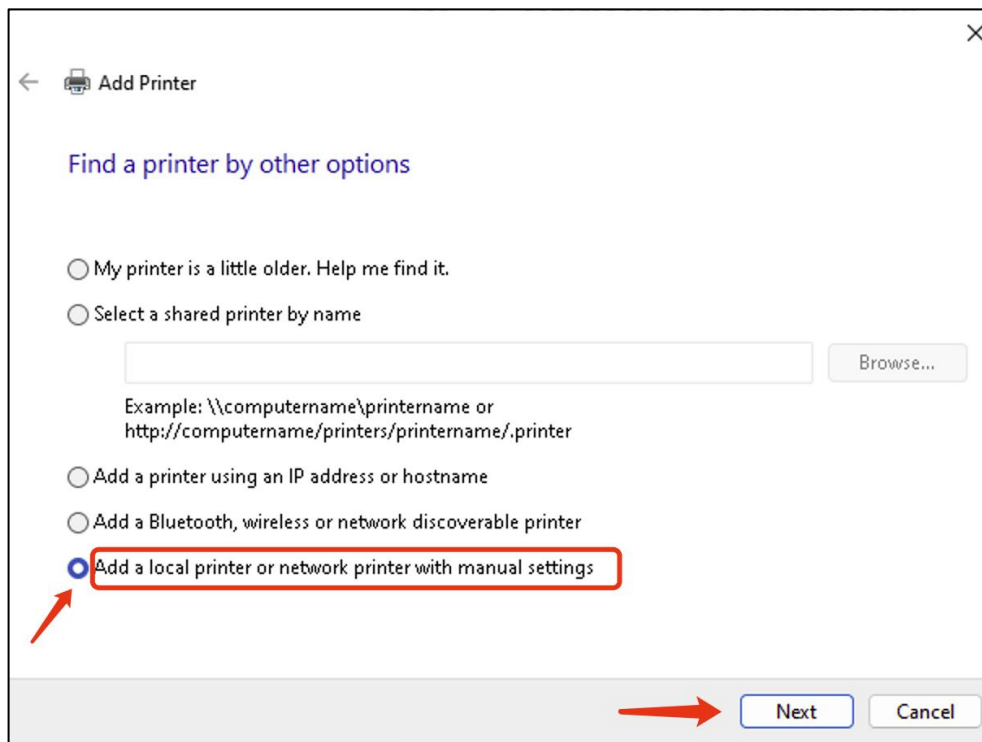 Add Printer
Find a printer by other options
My printer is a little older. Help me find it.
Select a shared printer by name
Browse...
Example: \\computername\printername or
http://computername/printers/printername/.printer
Add a printer using an IP address or hostname
Add a Bluetooth, wireless or network discoverable printer
Add a local printer or network printer with manual settings
Next
Cancel